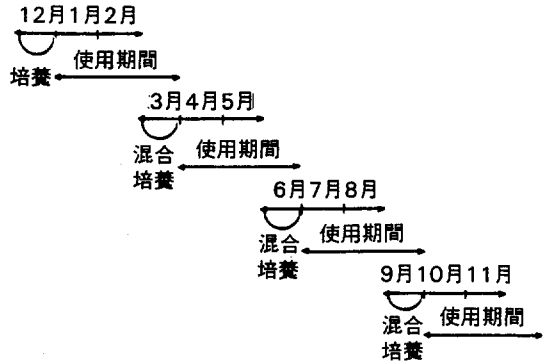 12月1月2月
使用期間
培養
3月4月5月
使用期間
混合
培養
6月7月8月
使用期間
混合
培養
9月10月11月
使用期間
混合
培養